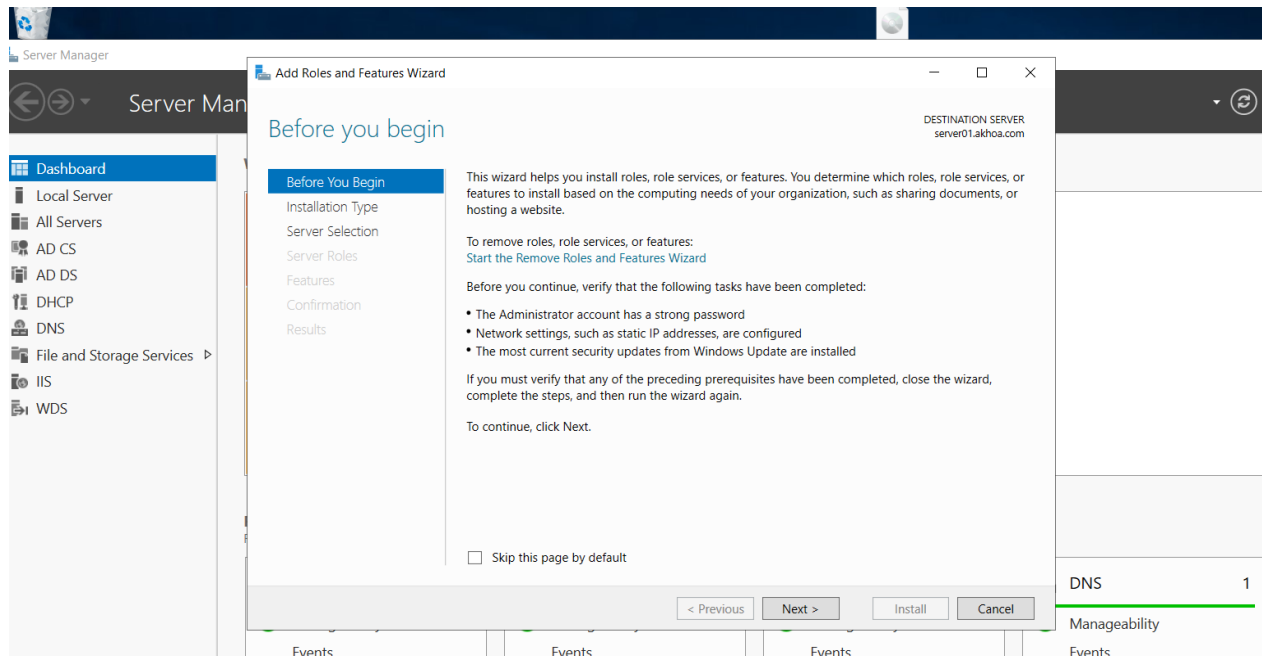 Server Manager
Add Roles and Features Wizard
Server Man
Before you begin
DESTINATION SERVER
server01.akhoa.com
Dashboard
Local Server
All Servers
AD CS
AD DS
DHCP
DNS
File and Storage Services
IIS
WDS
Before You Begin
Installation Type
Server Selection
Server Roles
Features
Confirmation
Results
This wizard helps you install roles, role services, or features. You determine which roles, role services, or
features to install based on the computing needs of your organization, such as sharing documents, or
hosting a website.
To remove roles, role services, or features:
Start the Remove Roles and Features Wizard
Before you continue, verify that the following tasks have been completed:
• The Administrator account has a strong password
• Network settings, such as static IP addresses, are configured
• The most current security updates from Windows Update are installed
If you must verify that any of the preceding prerequisites have been completed, close the wizard,
complete the steps, and then run the wizard again.
To continue, click Next.
Skip this page by default
< Previous
Next >
Install
Cancel
DNS 1
Manageability
Events
Events
Events
Events